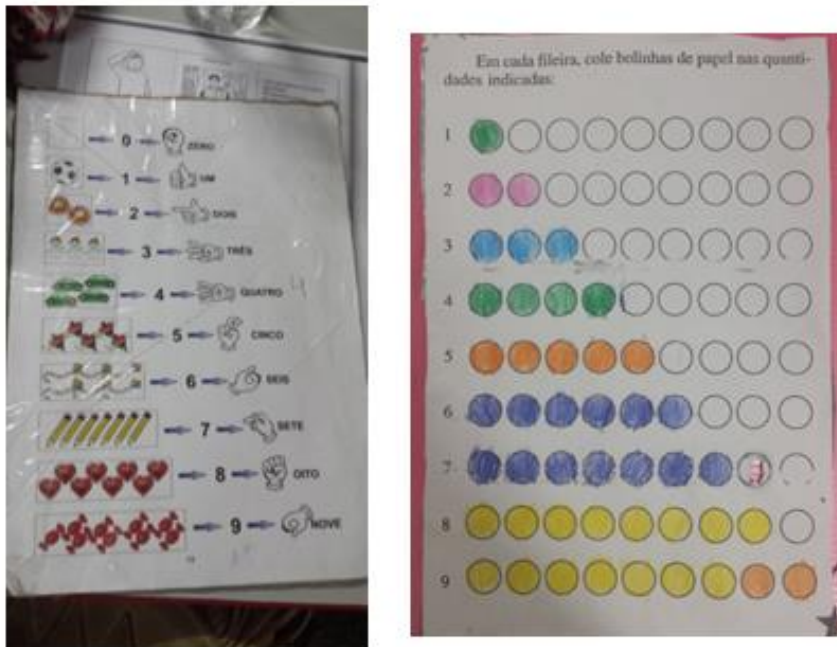 0 ZERO
1 UM
2 DOIS
3 TRÊS
4 QUATRO 4
5 CINCO
6 SEIS
7 SETE
8 OITO
9 NOVE
Em cada fileira, cole bolinhas de papel nas quanti-
dades indicadas:
1
2
3
4
5
6
7
8
9